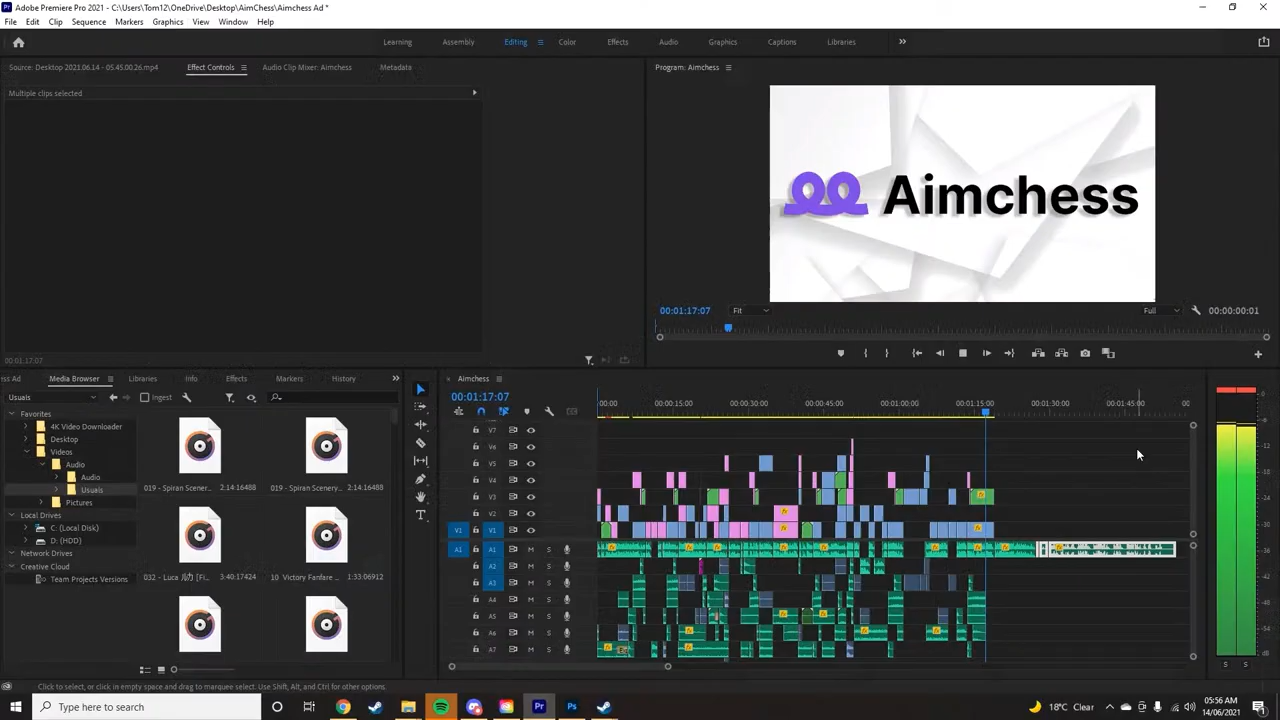 Adobe Premiere Pro 2021 - C:\Users\Tom12\OneDrive\Desktop\AimChess\Aimchess Ad *
File Edit Clip Sequence Markers Graphics View Window Help
Learning Assembly Editing Color Effects Audio Graphics Captions Libraries
Source: Desktop 2021.06.14 - 05.45.00.26.mp4 Effect Controls Audio Clip Mixer: Aimchess Metadata
Program: Aimchess
Multiple clips selected
Aimchess
00:01:17:07 Fit Full 00:00:00:01
00:01:17:07
ss Ad Media Browser Libraries Info Effects Markers History
Usuais Ingest
Favorites
4K Video Downloader
Desktop
Videos
Audio
Audio
Usuais
Pictures
Local Drives
C: (Local Disk)
D: (HDD)
Network Drives
Creative Cloud
Team Projects Versions
019 - Spiran Scener... 2:14:16488
019 - Spiran Scenery... 2:14:16488
032 - Luca 3:40:17424
10 Victory Fanfare ... 1:33:06912
Aimchess
00:01:17:07
:00:00 00:00:15:00 00:00:30:00 00:00:45:00 00:01:00:00 00:01:15:00 00:01:30:00 00:01:45:00 00:
V7
V6
V5
V4
V3
V2
V1 V1
A1 A1 M S
A2 M S
A3 M S
A4 M S
A5 M S
A6 M S
A7 M S
S S
Click to select, or click in empty space and drag to marquee select. Use Shift, Alt, and Ctrl for other options.
Type here to search
18°C Clear
05:56 AM
14/06/2021